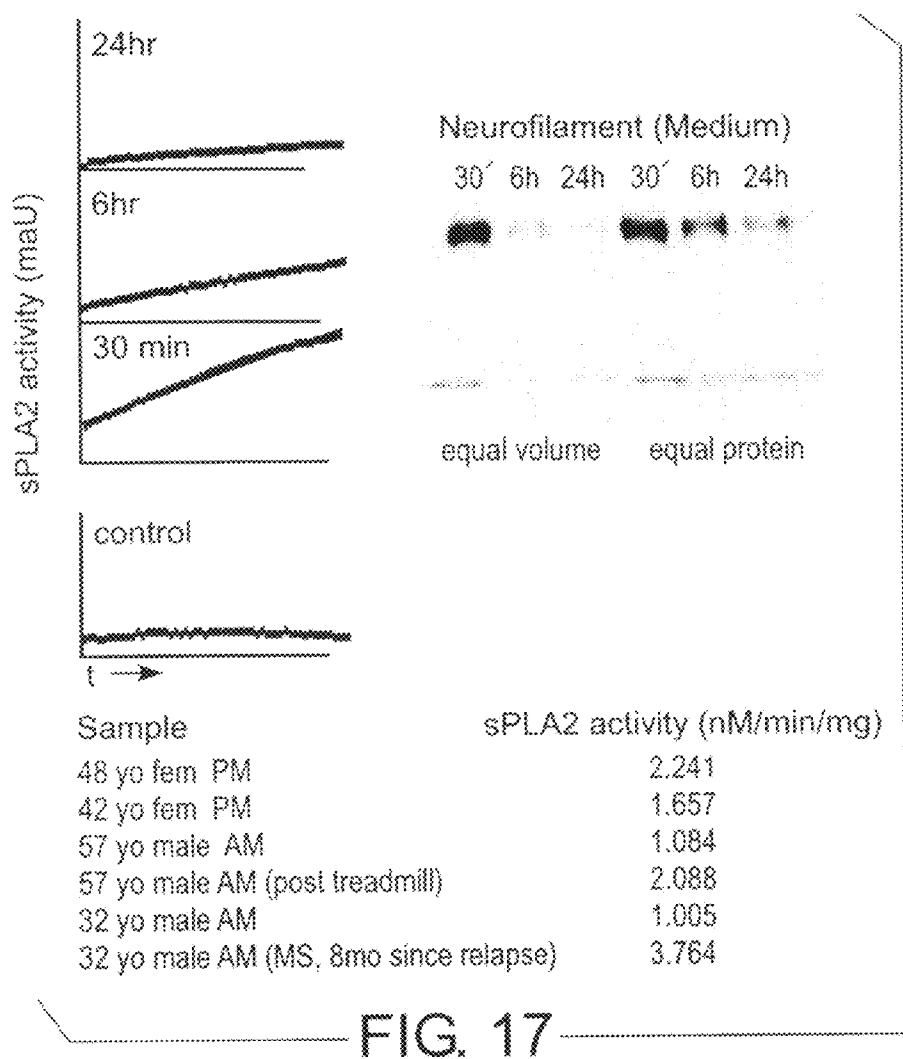 24hr
6hr
30 min
sPLA2 activity (maU)
Neurofilament (Medium)
30´ 6h 24h 30´ 6h 24h
equal volume equal protein
control
t
Sample sPLA2 activity (nM/min/mg)
48 yo fem PM 2.241
42 yo fem PM 1.657
57 yo male AM 1.084
57 yo male AM (post treadmill) 2.088
32 yo male AM 1.005
32 yo male AM (MS, 8mo since relapse) 3.764
FIG. 17